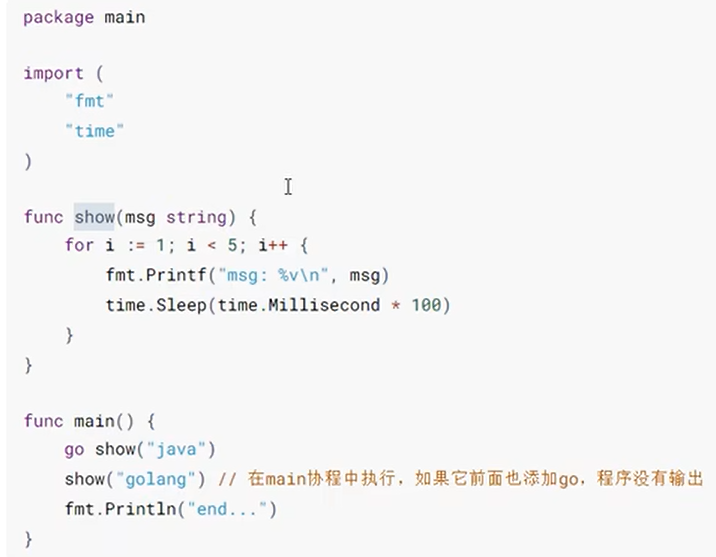 package main
import (
"fmt"
"time"
)
func show(msg string) {
for i := 1; i < 5; i++ {
fmt.Printf("msg: %v\n", msg)
time.Sleep(time.Millisecond * 100)
}
}
func main() {
go show("java")
show("golang") // 在main协程中执行，如果它前面也添加go，程序没有输出
fmt.Println("end...")
}